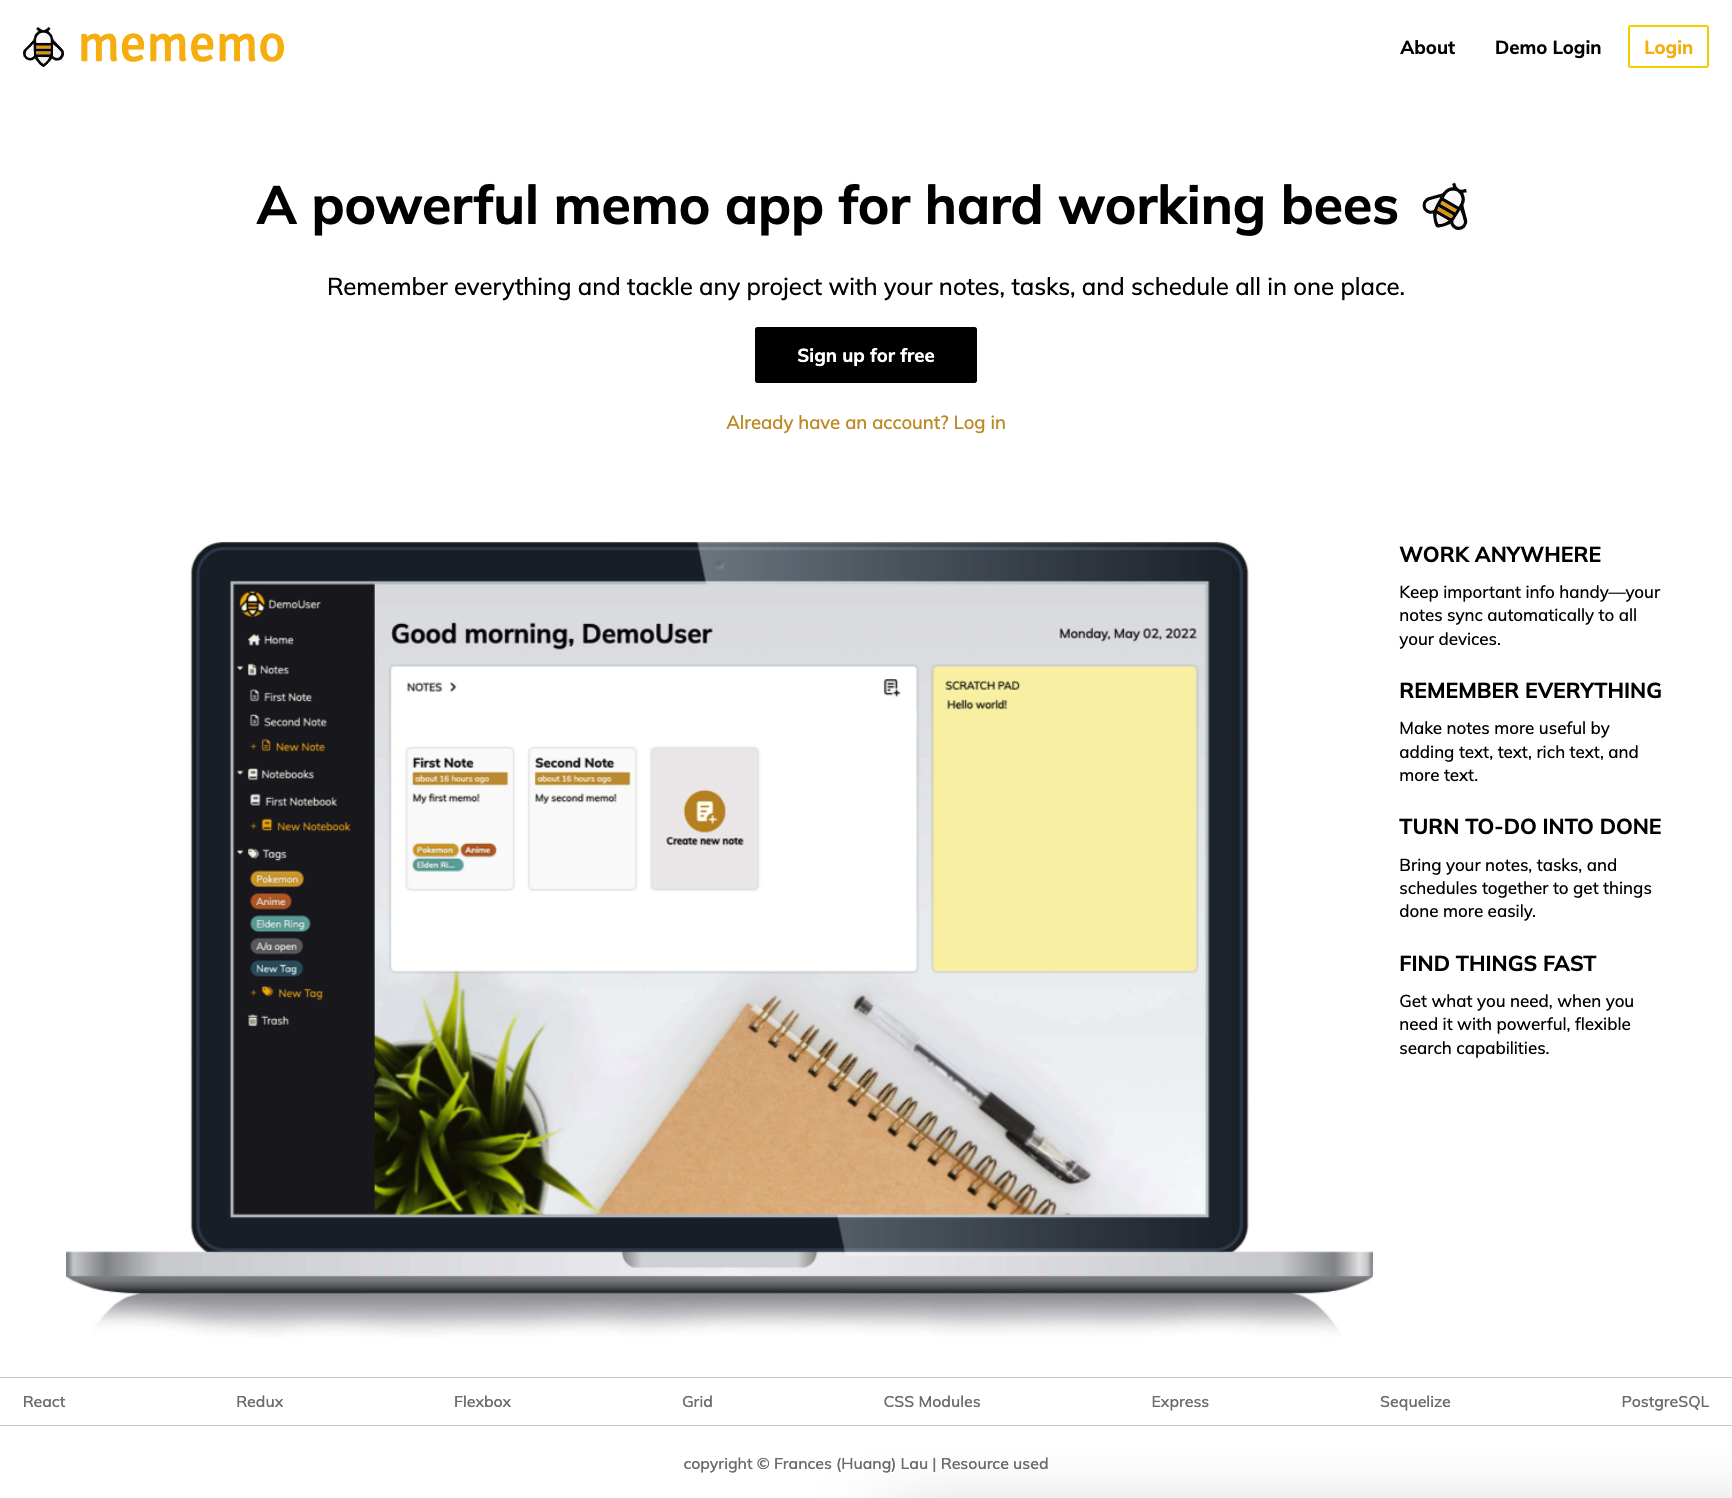 mememo
About
Demo Login
Login
A powerful memo app for hard working bees
Remember everything and tackle any project with your notes, tasks, and schedule all in one place.
Sign up for free
Already have an account? Log in
DemoUser
Home
Notes
First Note
Second Note
+ New Note
Notebooks
First Notebook
+ New Notebook
Tags
Pokemon
Anime
Elden Ring
A/a open
New Tag
+ New Tag
Trash
Good morning, DemoUser
Monday, May 02, 2022
NOTES
First Note
about 16 hours ago
My first memo!
Pokemon
Anime
Elden Ri...
Second Note
about 16 hours ago
My second memo!
Create new note
SCRATCH PAD
Hello world!
WORK ANYWHERE
Keep important info handy—your
notes sync automatically to all
your devices.
REMEMBER EVERYTHING
Make notes more useful by
adding text, text, rich text, and
more text.
TURN TO-DO INTO DONE
Bring your notes, tasks, and
schedules together to get things
done more easily.
FIND THINGS FAST
Get what you need, when you
need it with powerful, flexible
search capabilities.
React
Redux
Flexbox
Grid
CSS Modules
Express
Sequelize
PostgreSQL
copyright © Frances (Huang) Lau | Resource used